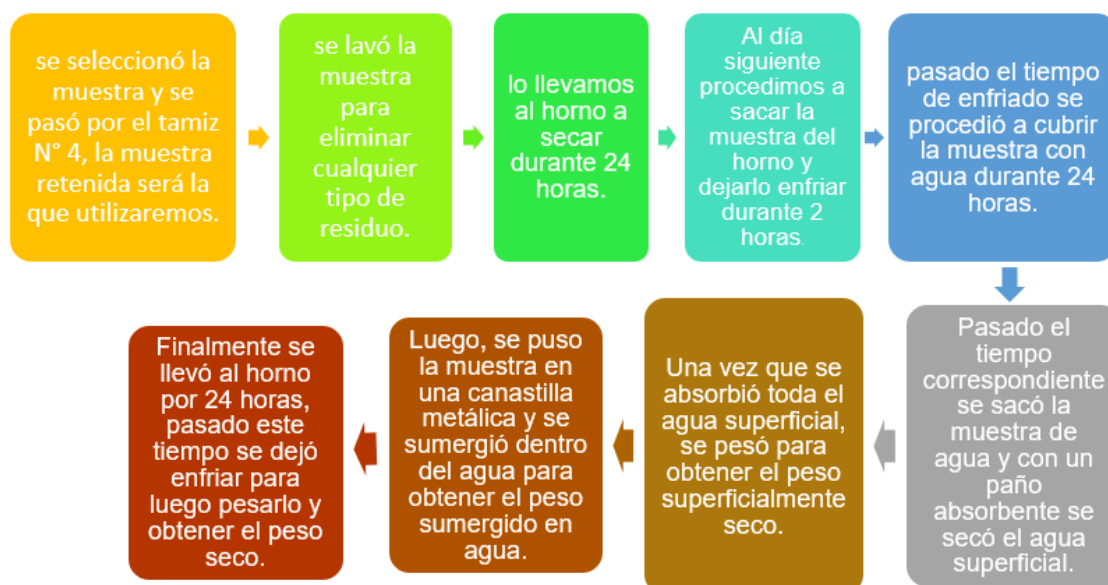 se seleccionó la
muestra y se
pasó por el tamiz
N° 4, la muestra
retenida será la
que utilizaremos.
se lavó la
muestra
para
eliminar
cualquier
tipo de
residuo.
lo llevamos
al horno a
secar
durante 24
horas.
Al día
siguiente
procedimos a
sacar la
muestra del
horno y
dejarlo enfriar
durante 2
horas.
pasado el tiempo
de enfriado se
procedió a cubrir
la muestra con
agua durante 24
horas.
Pasado el
tiempo
correspondiente
se sacó la
muestra de
agua y con un
paño
absorbente se
secó el agua
superficial.
Una vez que se
absorbió toda el
agua superficial,
se pesó para
obtener el peso
superficialmente
seco.
Luego, se puso
la muestra en
una canastilla
metálica y se
sumergió dentro
del agua para
obtener el peso
sumergido en
agua.
Finalmente se
llevó al horno
por 24 horas,
pasado este
tiempo se dejó
enfriar para
luego pesarlo y
obtener el peso
seco.